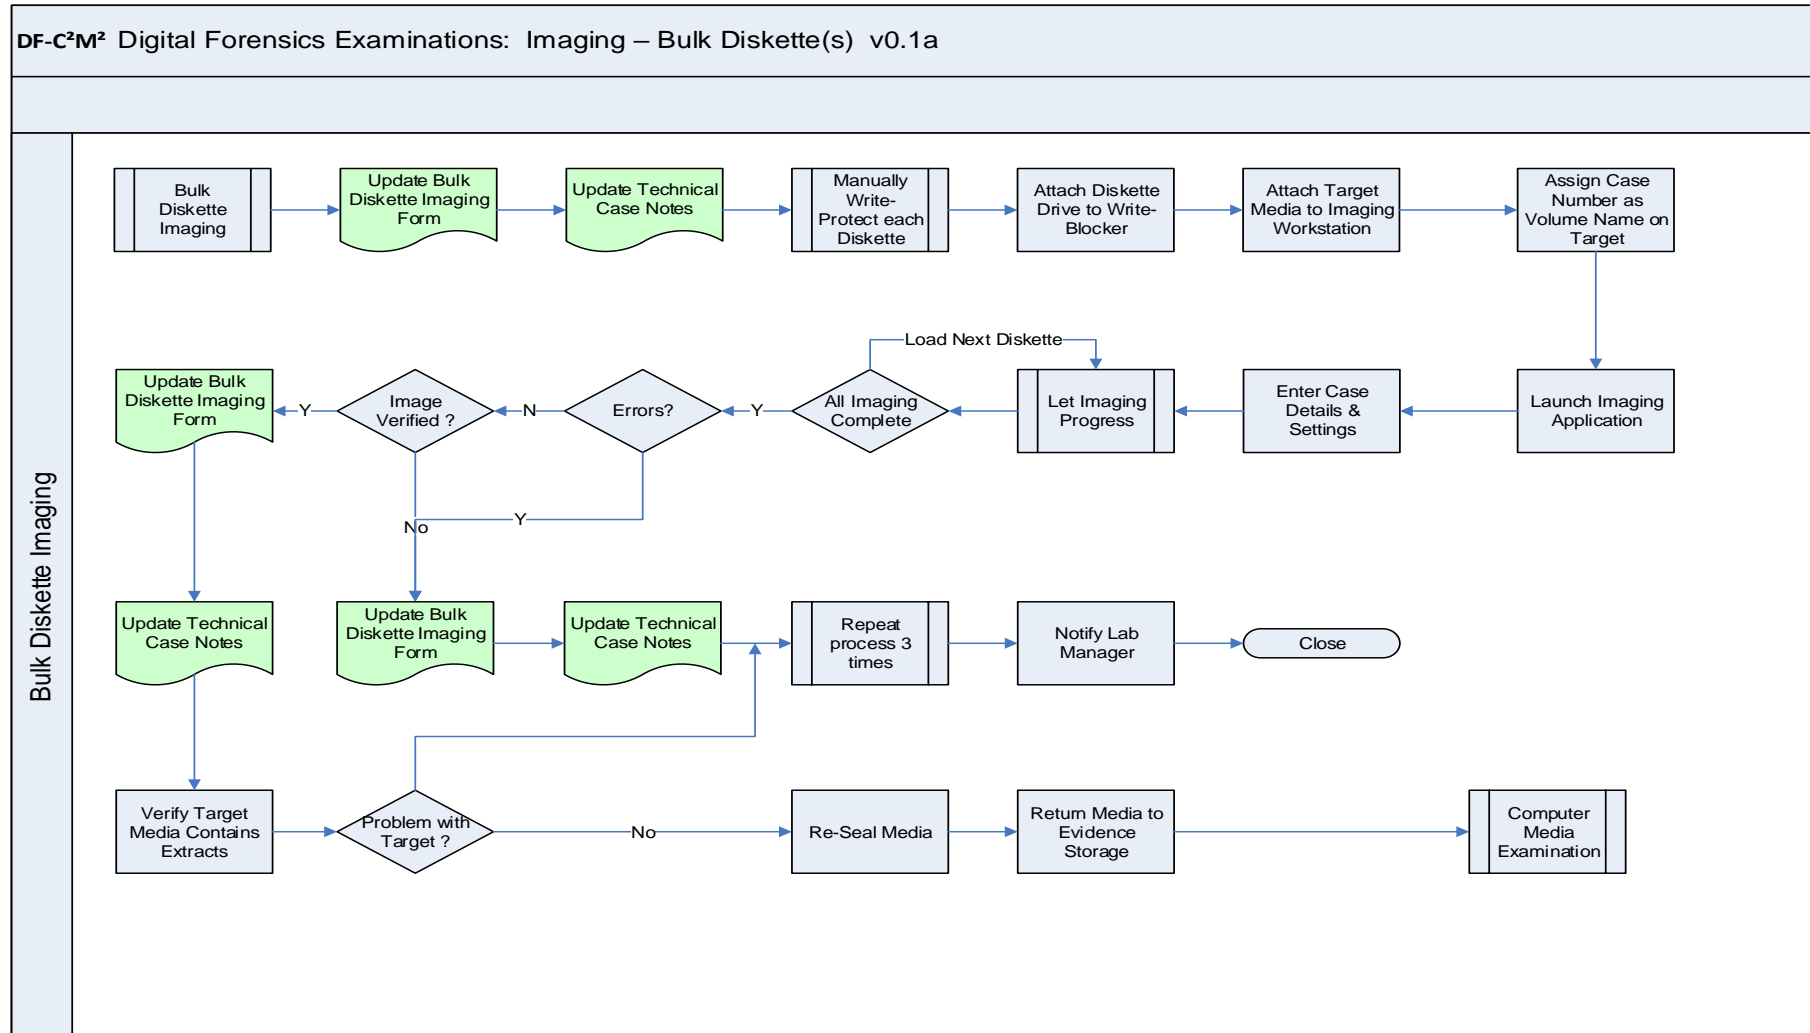 DF-C²M² Digital Forensics Examinations: Imaging – Bulk Diskette(s) v0.1a
Bulk Diskette Imaging
Bulk
Diskette
Imaging
Update Bulk
Diskette Imaging
Form
Update Technical
Case Notes
Manually
Write-
Protect each
Diskette
Attach Diskette
Drive to Write-
Blocker
Attach Target
Media to Imaging
Workstation
Assign Case
Number as
Volume Name on
Target
Load Next Diskette
Update Bulk
Diskette Imaging
Form
Y
Image
Verified ?
N
Errors?
Y
All Imaging
Complete
Let Imaging
Progress
Enter Case
Details &
Settings
Launch Imaging
Application
No
Y
Update Technical
Case Notes
Update Bulk
Diskette Imaging
Form
Update Technical
Case Notes
Repeat
process 3
times
Notify Lab
Manager
Close
Verify Target
Media Contains
Extracts
Problem with
Target ?
No
Re-Seal Media
Return Media to
Evidence
Storage
Computer
Media
Examination